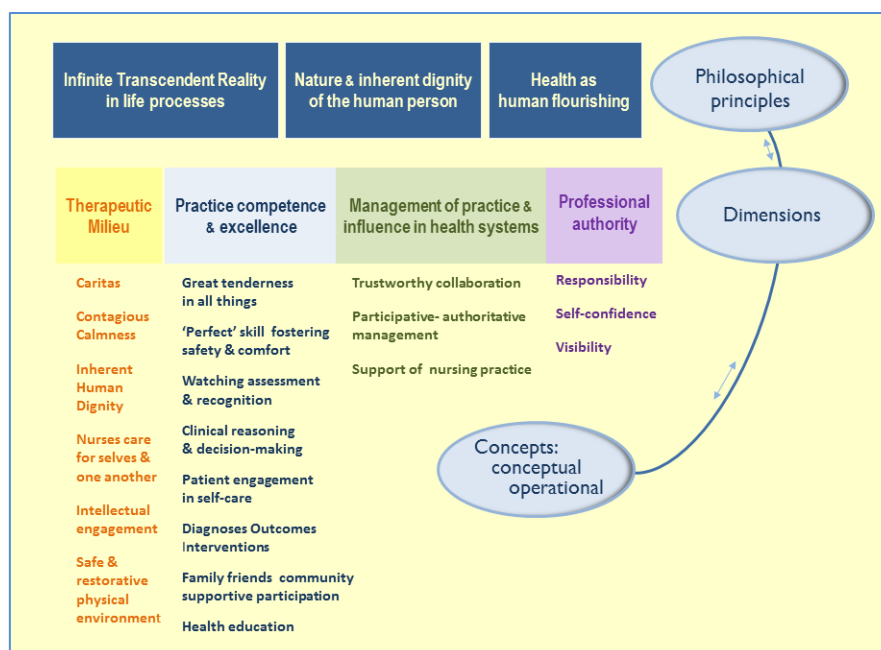 Infinite Transcendent Reality
in life processes
Nature & inherent dignity
of the human person
Health as
human flourishing
Philosophical
principles
Therapeutic
Milieu
Practice competence
& excellence
Management of practice &
influence in health systems
Professional
authority
Dimensions
Caritas
Contagious
Calmness
Inherent
Human
Dignity
Nurses care
for selves &
one another
Intellectual
engagement
Safe &
restorative
physical
environment
Great tenderness
in all things
‘Perfect’ skill fostering
safety & comfort
Watching assessment
& recognition
Clinical reasoning
& decision-making
Patient engagement
in self-care
Diagnoses Outcomes
Interventions
Family friends community
supportive participation
Health education
Trustworthy collaboration
Participative- authoritative
management
Support of nursing practice
Responsibility
Self-confidence
Visibility
Concepts:
conceptual
operational